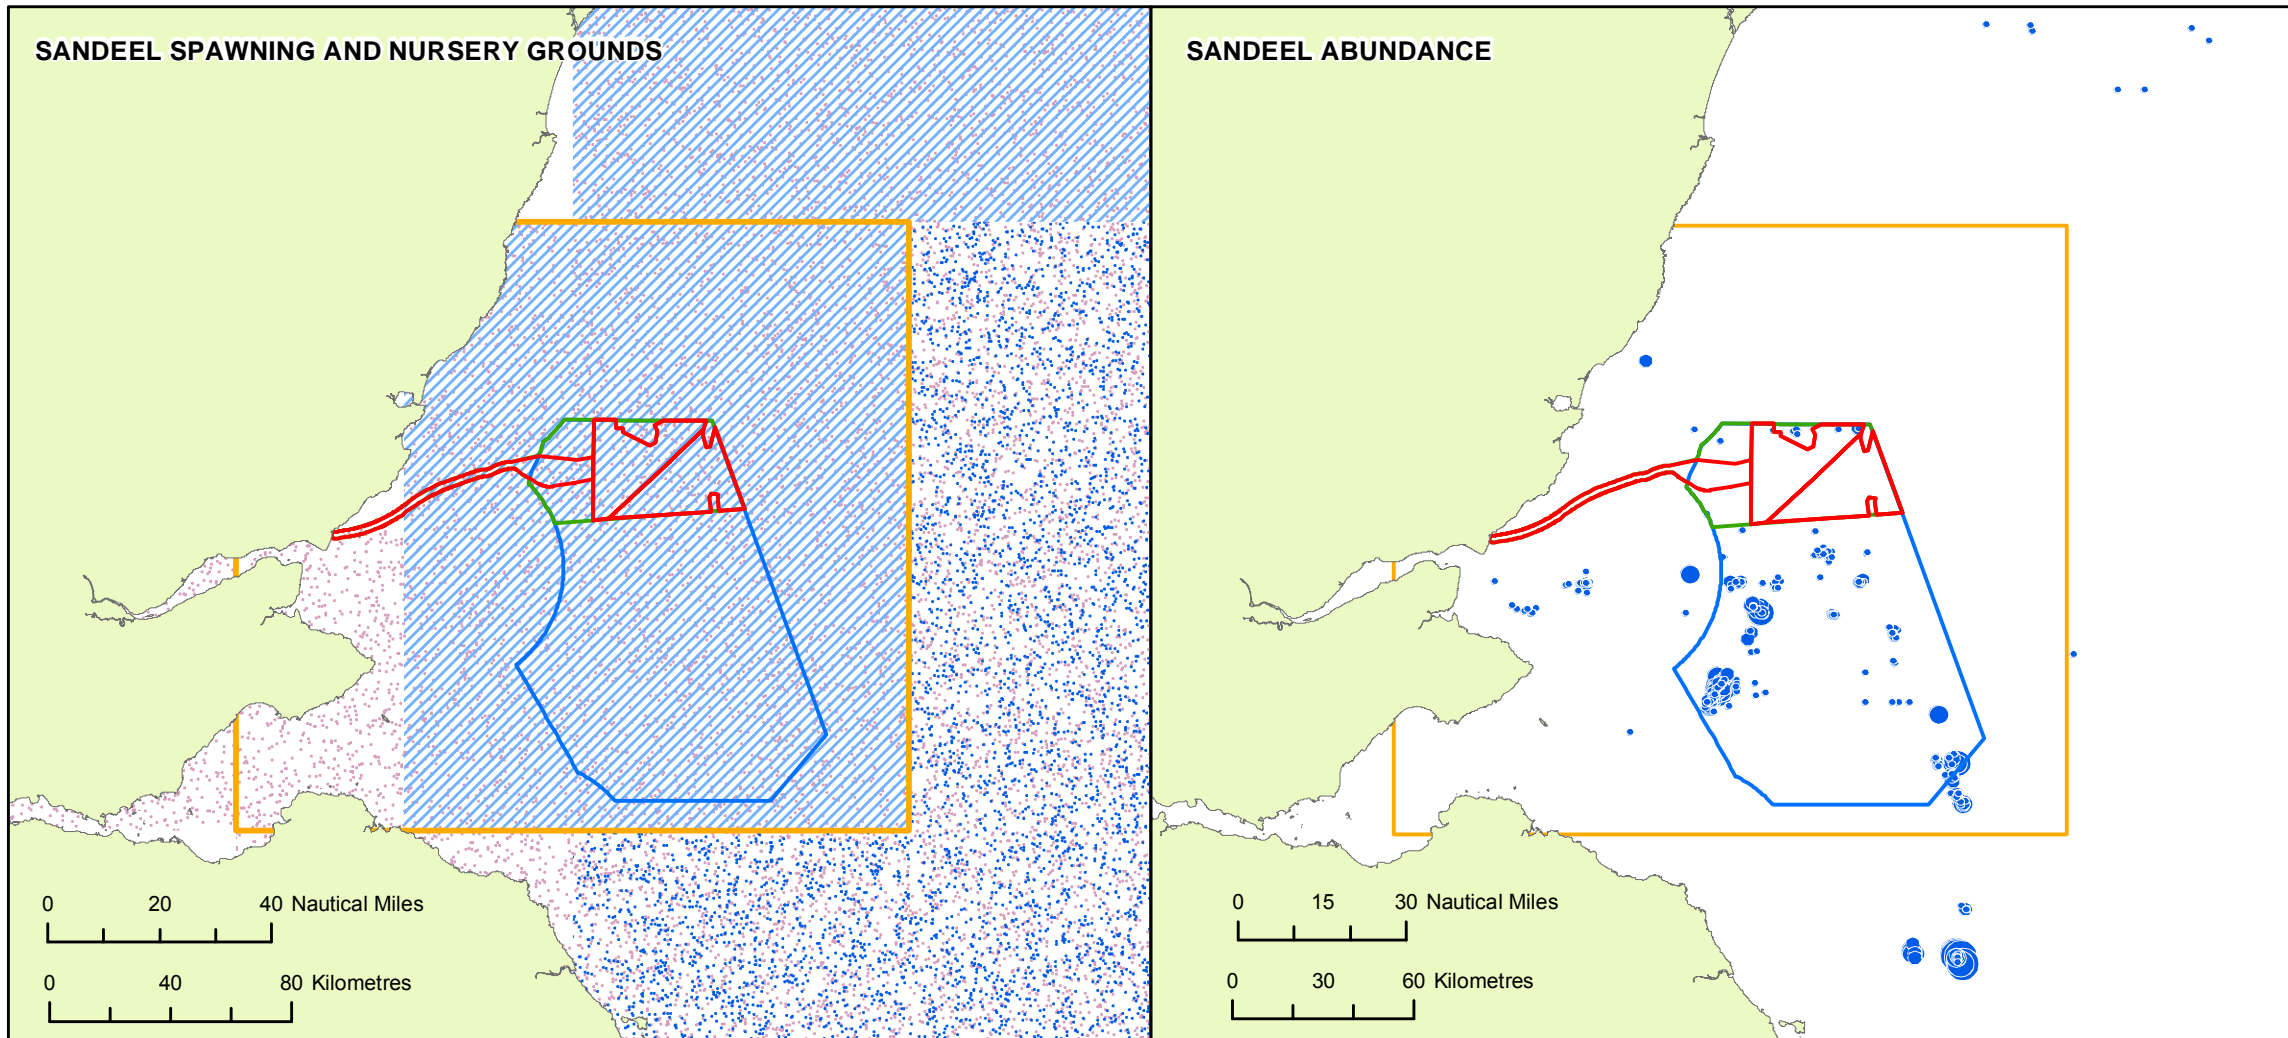 SANDEEL SPAWNING AND NURSERY GROUNDS
0 20 40 Nautical Miles
0 40 80 Kilometres
SANDEEL ABUNDANCE
0 15 30 Nautical Miles
0 30 60 Kilometres